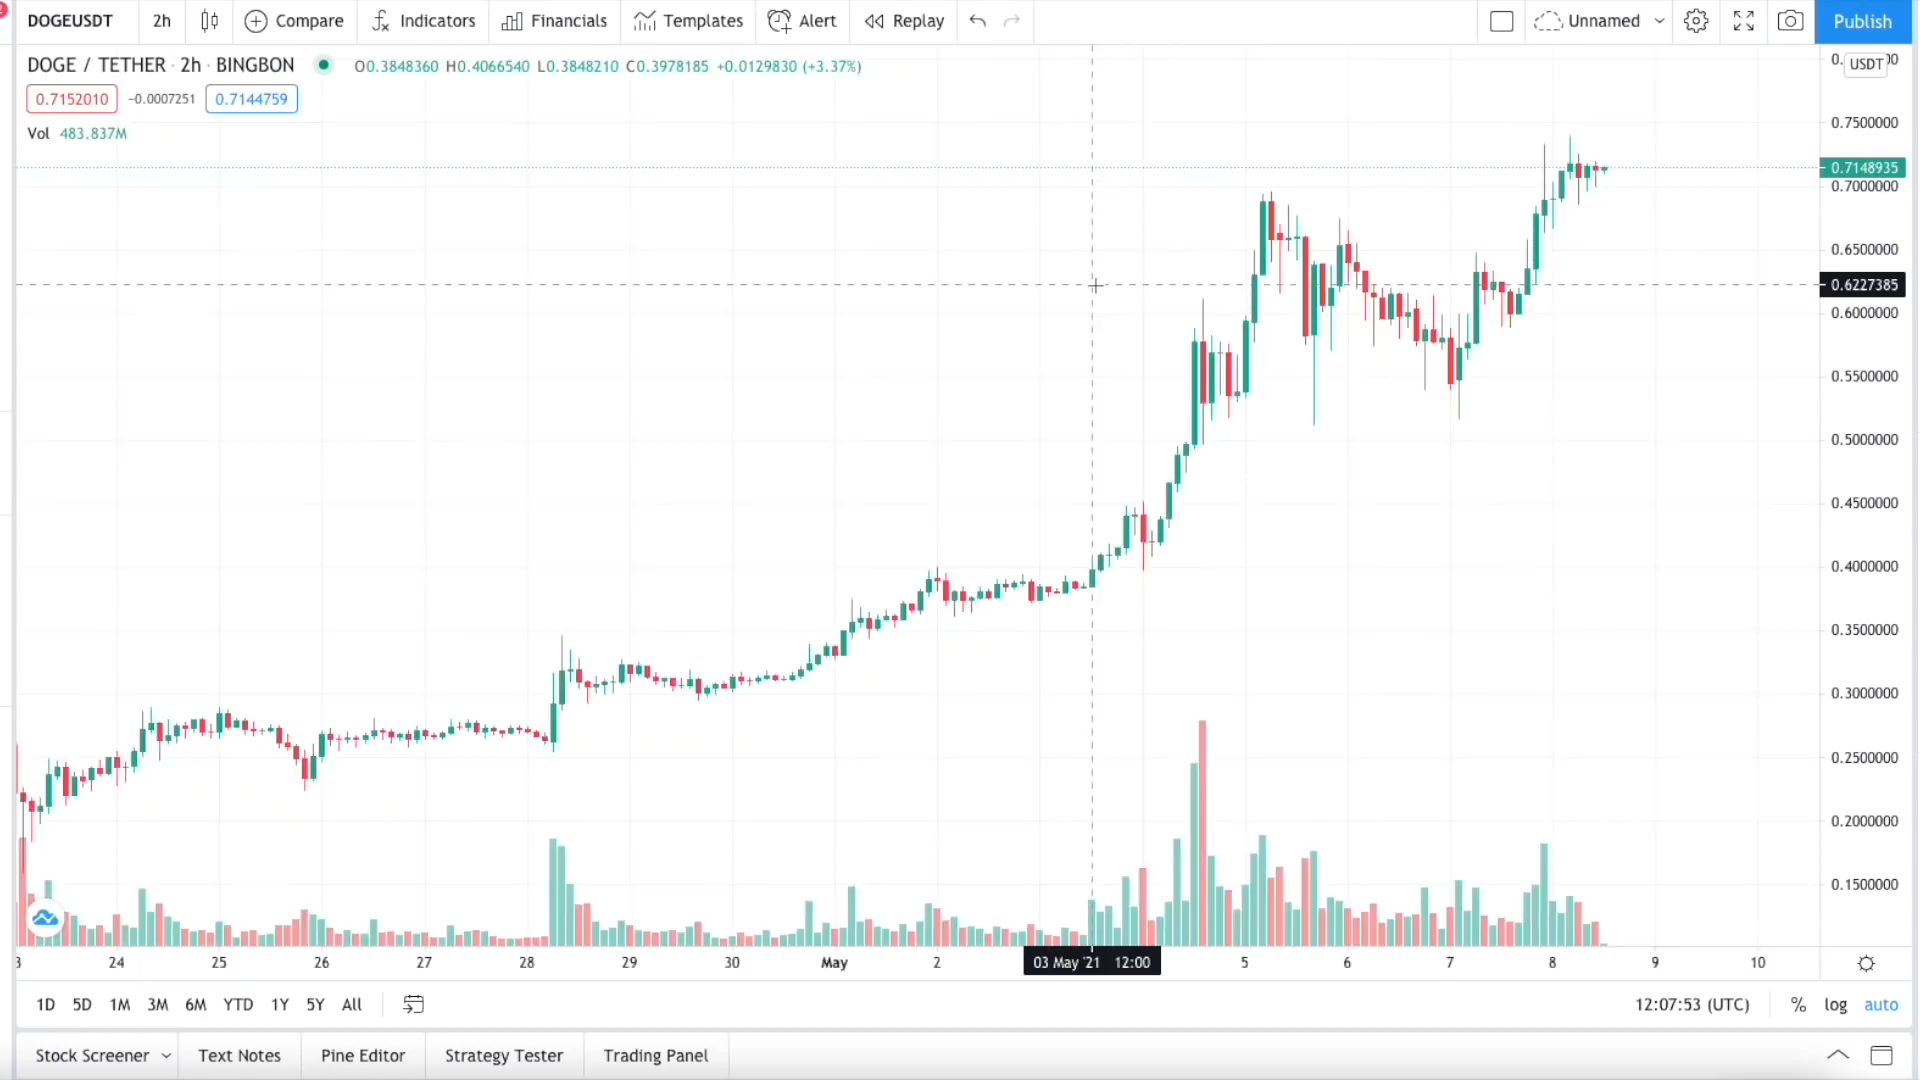 DOGEUSDT 2h Compare Indicators Financials Templates Alert Replay Unnamed Publish
DOGE / TETHER · 2h · BINGBON O0.3848360 H0.4066540 L0.3848210 C0.3978185 +0.0129830 (+3.37%)
USDT
0.7152010 −0.0007251 0.7144759
Vol 483.837M
0.7500000
0.7148935
0.7000000
0.6500000
0.6227385
0.6000000
0.5500000
0.5000000
0.4500000
0.4000000
0.3500000
0.3000000
0.2500000
0.2000000
0.1500000
24 25 26 27 28 29 30 May 2 03 May '21 12:00 5 6 7 8 9 10
1D 5D 1M 3M 6M YTD 1Y 5Y All 12:07:53 (UTC) % log auto
Stock Screener Text Notes Pine Editor Strategy Tester Trading Panel